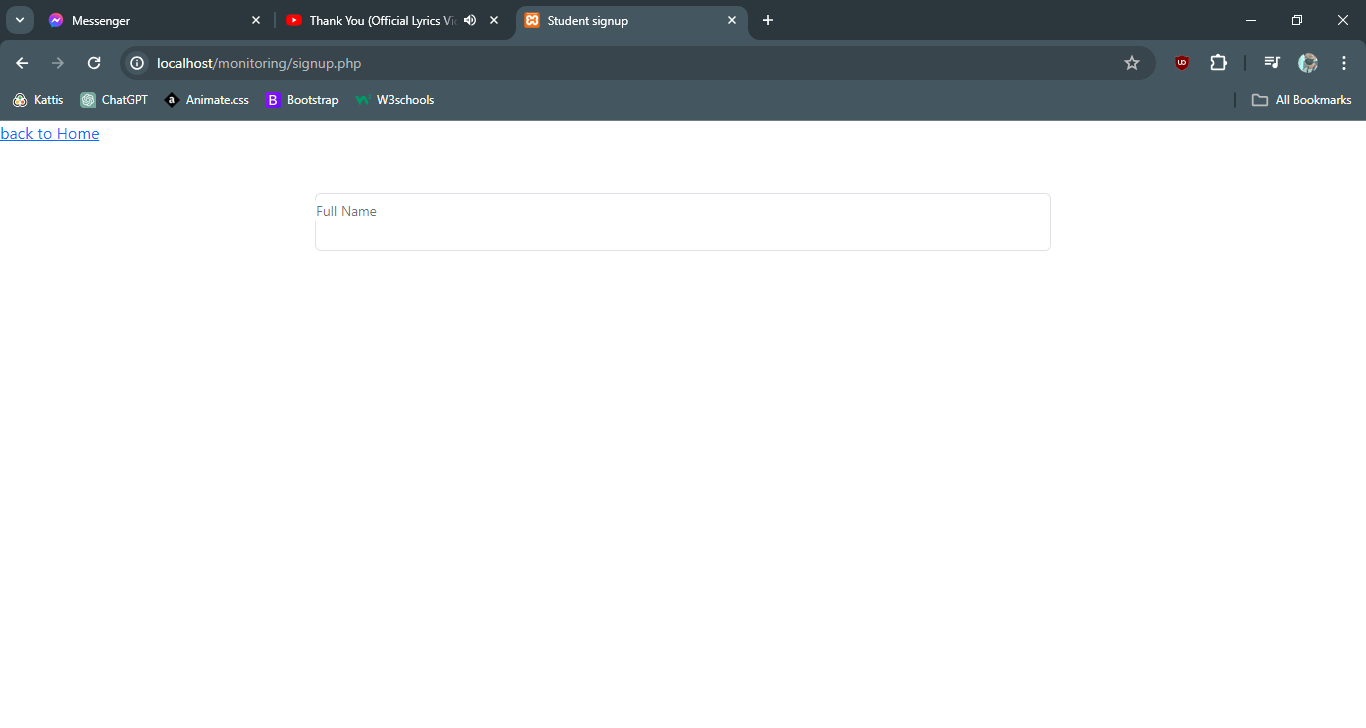 Messenger
Thank You (Official Lyrics Vi
Student signup
localhost/monitoring/signup.php
UD
Kattis
ChatGPT
a
Animate.css
B
Bootstrap
W3schools
All Bookmarks
back to Home
Full Name